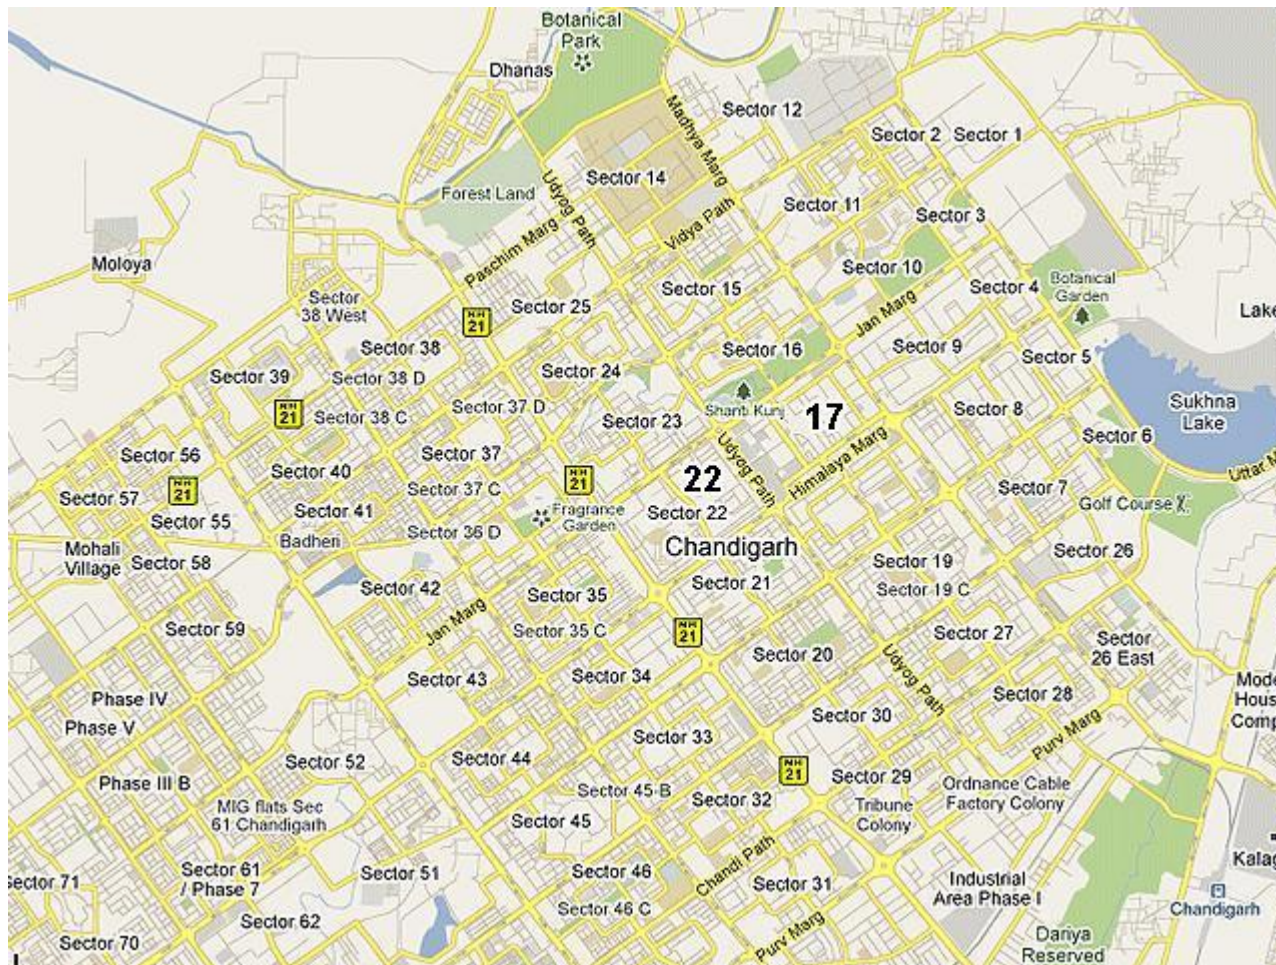 Botanical
Park
Dhanas
Sector 12
Madhya Marg
Sector 2
Sector 1
Sector 14
Udyog Path
Forest Land
Sector 11
Sector 3
Vidya Path
Paschim Marg
Moloya
Sector
38 West
Sector 25
Sector 15
Sector 10
Sector 4
Botanical
Garden
Jan Marg
NH
21
Sector 38
Sector 16
Sector 9
Sector 5
Sector 39
Sector 38 D
Sector 24
Shanti Kunj
Sukhna
Lake
NH
21
Sector 38 C
Sector 37 D
Sector 23
17
Sector 8
Sector 6
Sector 56
Sector 40
Sector 37
Udyog Path
Himalaya Marg
NH
21
Sector 57
Sector 37 C
NH
21
22
Sector 7
Golf Course
Sector 55
Sector 41
Fragrance
Garden
Sector 22
Badheri
Sector 36 D
Chandigarh
Sector 26
Mohali
Village
Sector 58
Sector 42
Sector 35
Sector 21
Sector 19
Sector 19 C
Sector 59
Jan Marg
Sector 35 C
NH
21
Sector 27
Sector
26 East
Sector 20
Udyog Path
Sector 43
Sector 34
Sector 28
Phase IV
Phase V
Sector 30
Purv Marg
Sector 52
Sector 44
Sector 33
Phase III B
Sector 45-B
NH
21
Sector 29
Ordnance Cable
Factory Colony
MIG flats Sec
61 Chandigarh
Sector 45
Sector 32
Tribune
Colony
Sector 61
/ Phase 7
Sector 51
Sector 46
Chandi Path
Sector 31
Industrial
Area Phase I
Sector 46 C
Chandigarh
Sector 62
Purv Marg
Sector 70
Dariya
Reserved